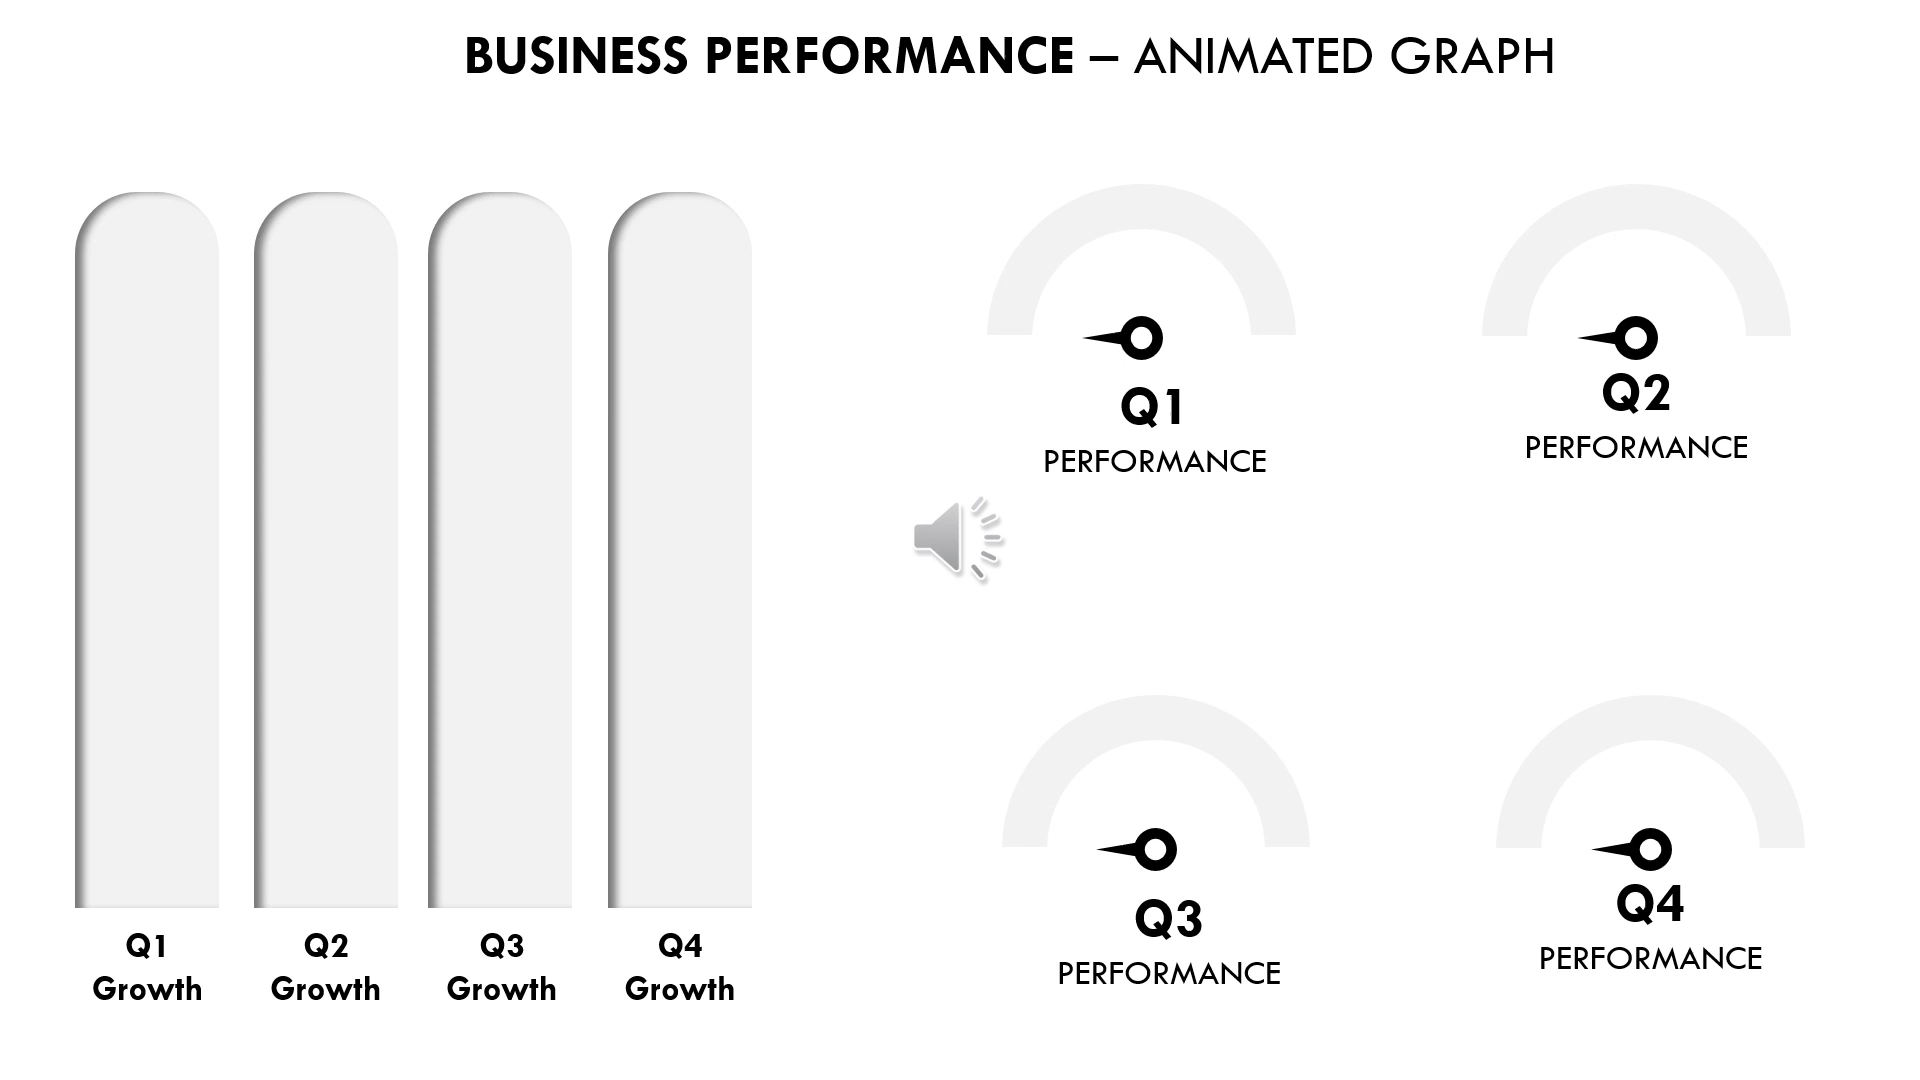 BUSINESS PERFORMANCE – ANIMATED GRAPH
Q1
Growth
Q2
Growth
Q3
Growth
Q4
Growth
Q1
PERFORMANCE
Q2
PERFORMANCE
Q3
PERFORMANCE
Q4
PERFORMANCE